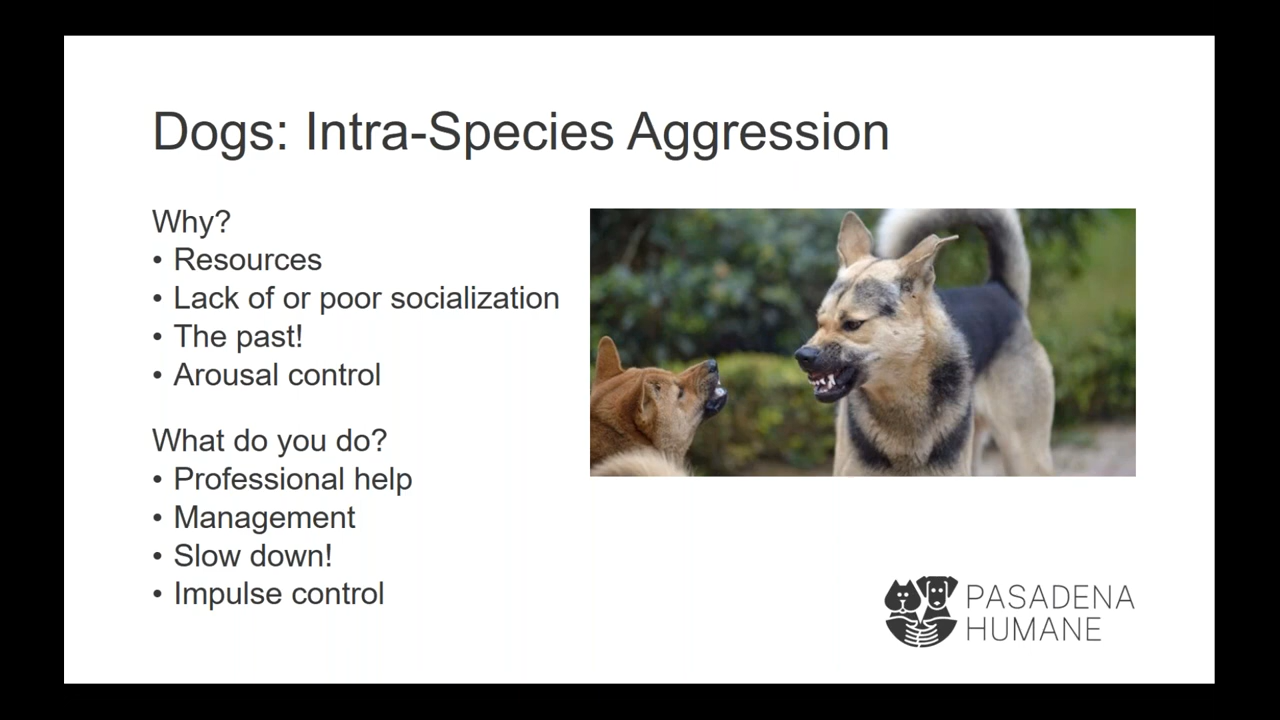 Dogs: Intra-Species Aggression
Why?
• Resources
• Lack of or poor socialization
• The past!
• Arousal control
What do you do?
• Professional help
• Management
• Slow down!
• Impulse control
PASADENA
HUMANE